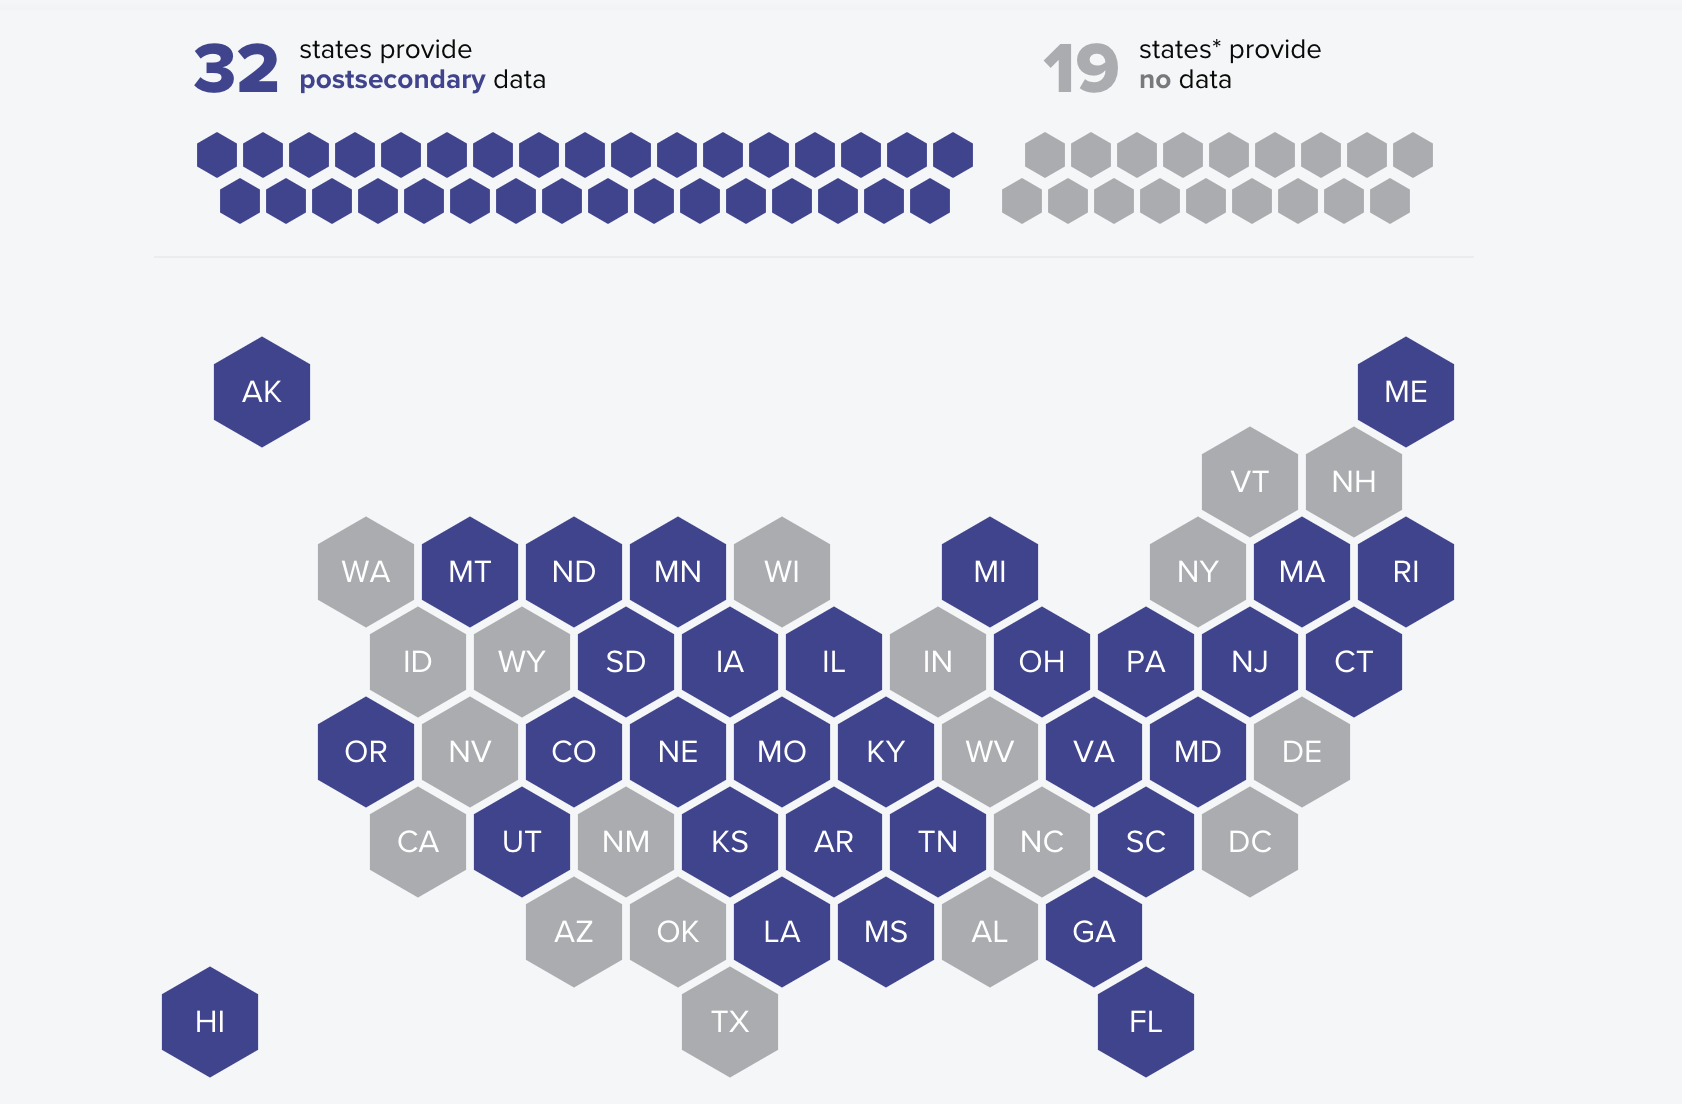 32 states provide
postsecondary data
19 states* provide
no data
AK ME
VT NH
WA MT ND MN WI MI NY MA RI
ID WY SD IA IL IN OH PA NJ CT
OR NV CO NE MO KY WV VA MD DE
CA UT NM KS AR TN NC SC DC
AZ OK LA MS AL GA
HI TX FL